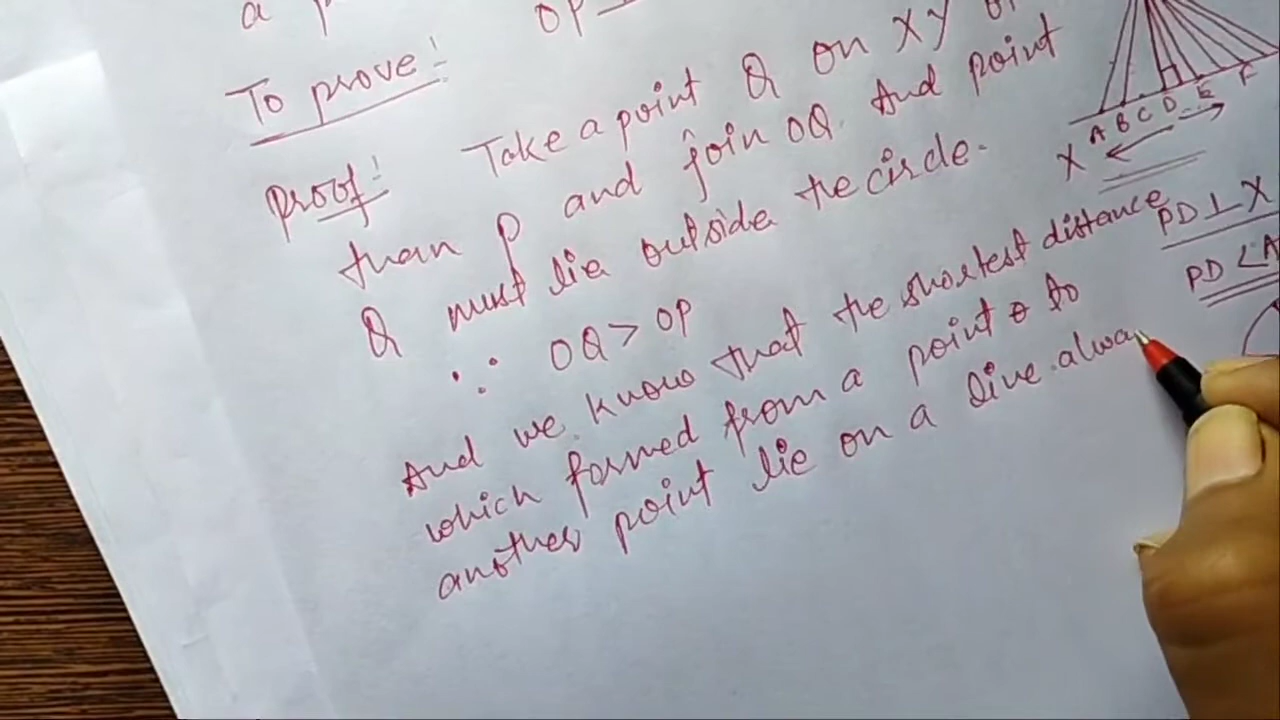 a p
OP
To prove:
Proof: Take a point Q on XY
than P and join OQ. And point
Q must lie outside the circle.
∴ OQ > OP
And we know that the shortest distance
which formed from a point to
another point lie on a line alwa
A B C D E F
X
PD ⊥ X
PD < A